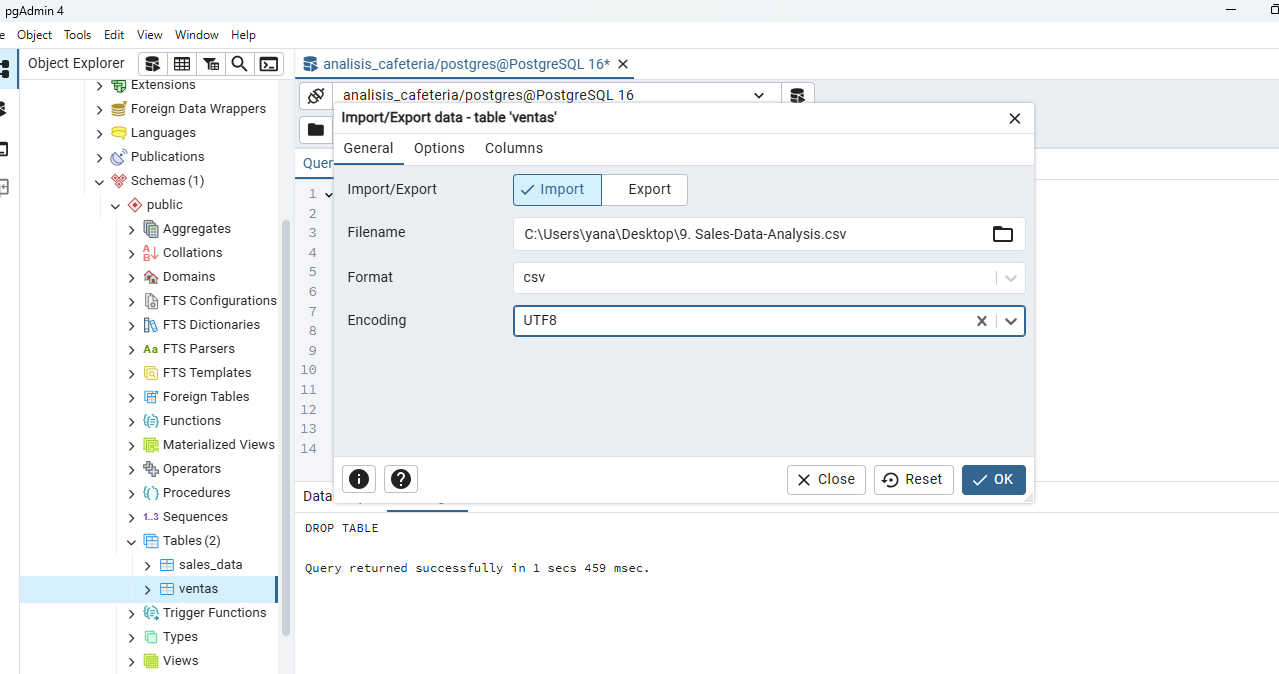 pgAdmin 4
Object Tools Edit View Window Help
Object Explorer
analisis_cafeteria/postgres@PostgreSQL 16*
analisis_cafeteria/postgres@PostgreSQL 16
Extensions
Foreign Data Wrappers
Languages
Publications
Schemas (1)
public
Aggregates
Collations
Domains
FTS Configurations
FTS Dictionaries
Aa FTS Parsers
FTS Templates
Foreign Tables
Functions
Materialized Views
Operators
Procedures
1..3 Sequences
Tables (2)
sales_data
ventas
Trigger Functions
Types
Views
Quer
1
2
3
4
5
6
7
8
9
10
11
12
13
14
Import/Export data - table 'ventas'
General Options Columns
Import/Export Import Export
Filename C:\Users\yana\Desktop\9. Sales-Data-Analysis.csv
Format csv
Encoding UTF8
Close Reset OK
Data
DROP TABLE
Query returned successfully in 1 secs 459 msec.